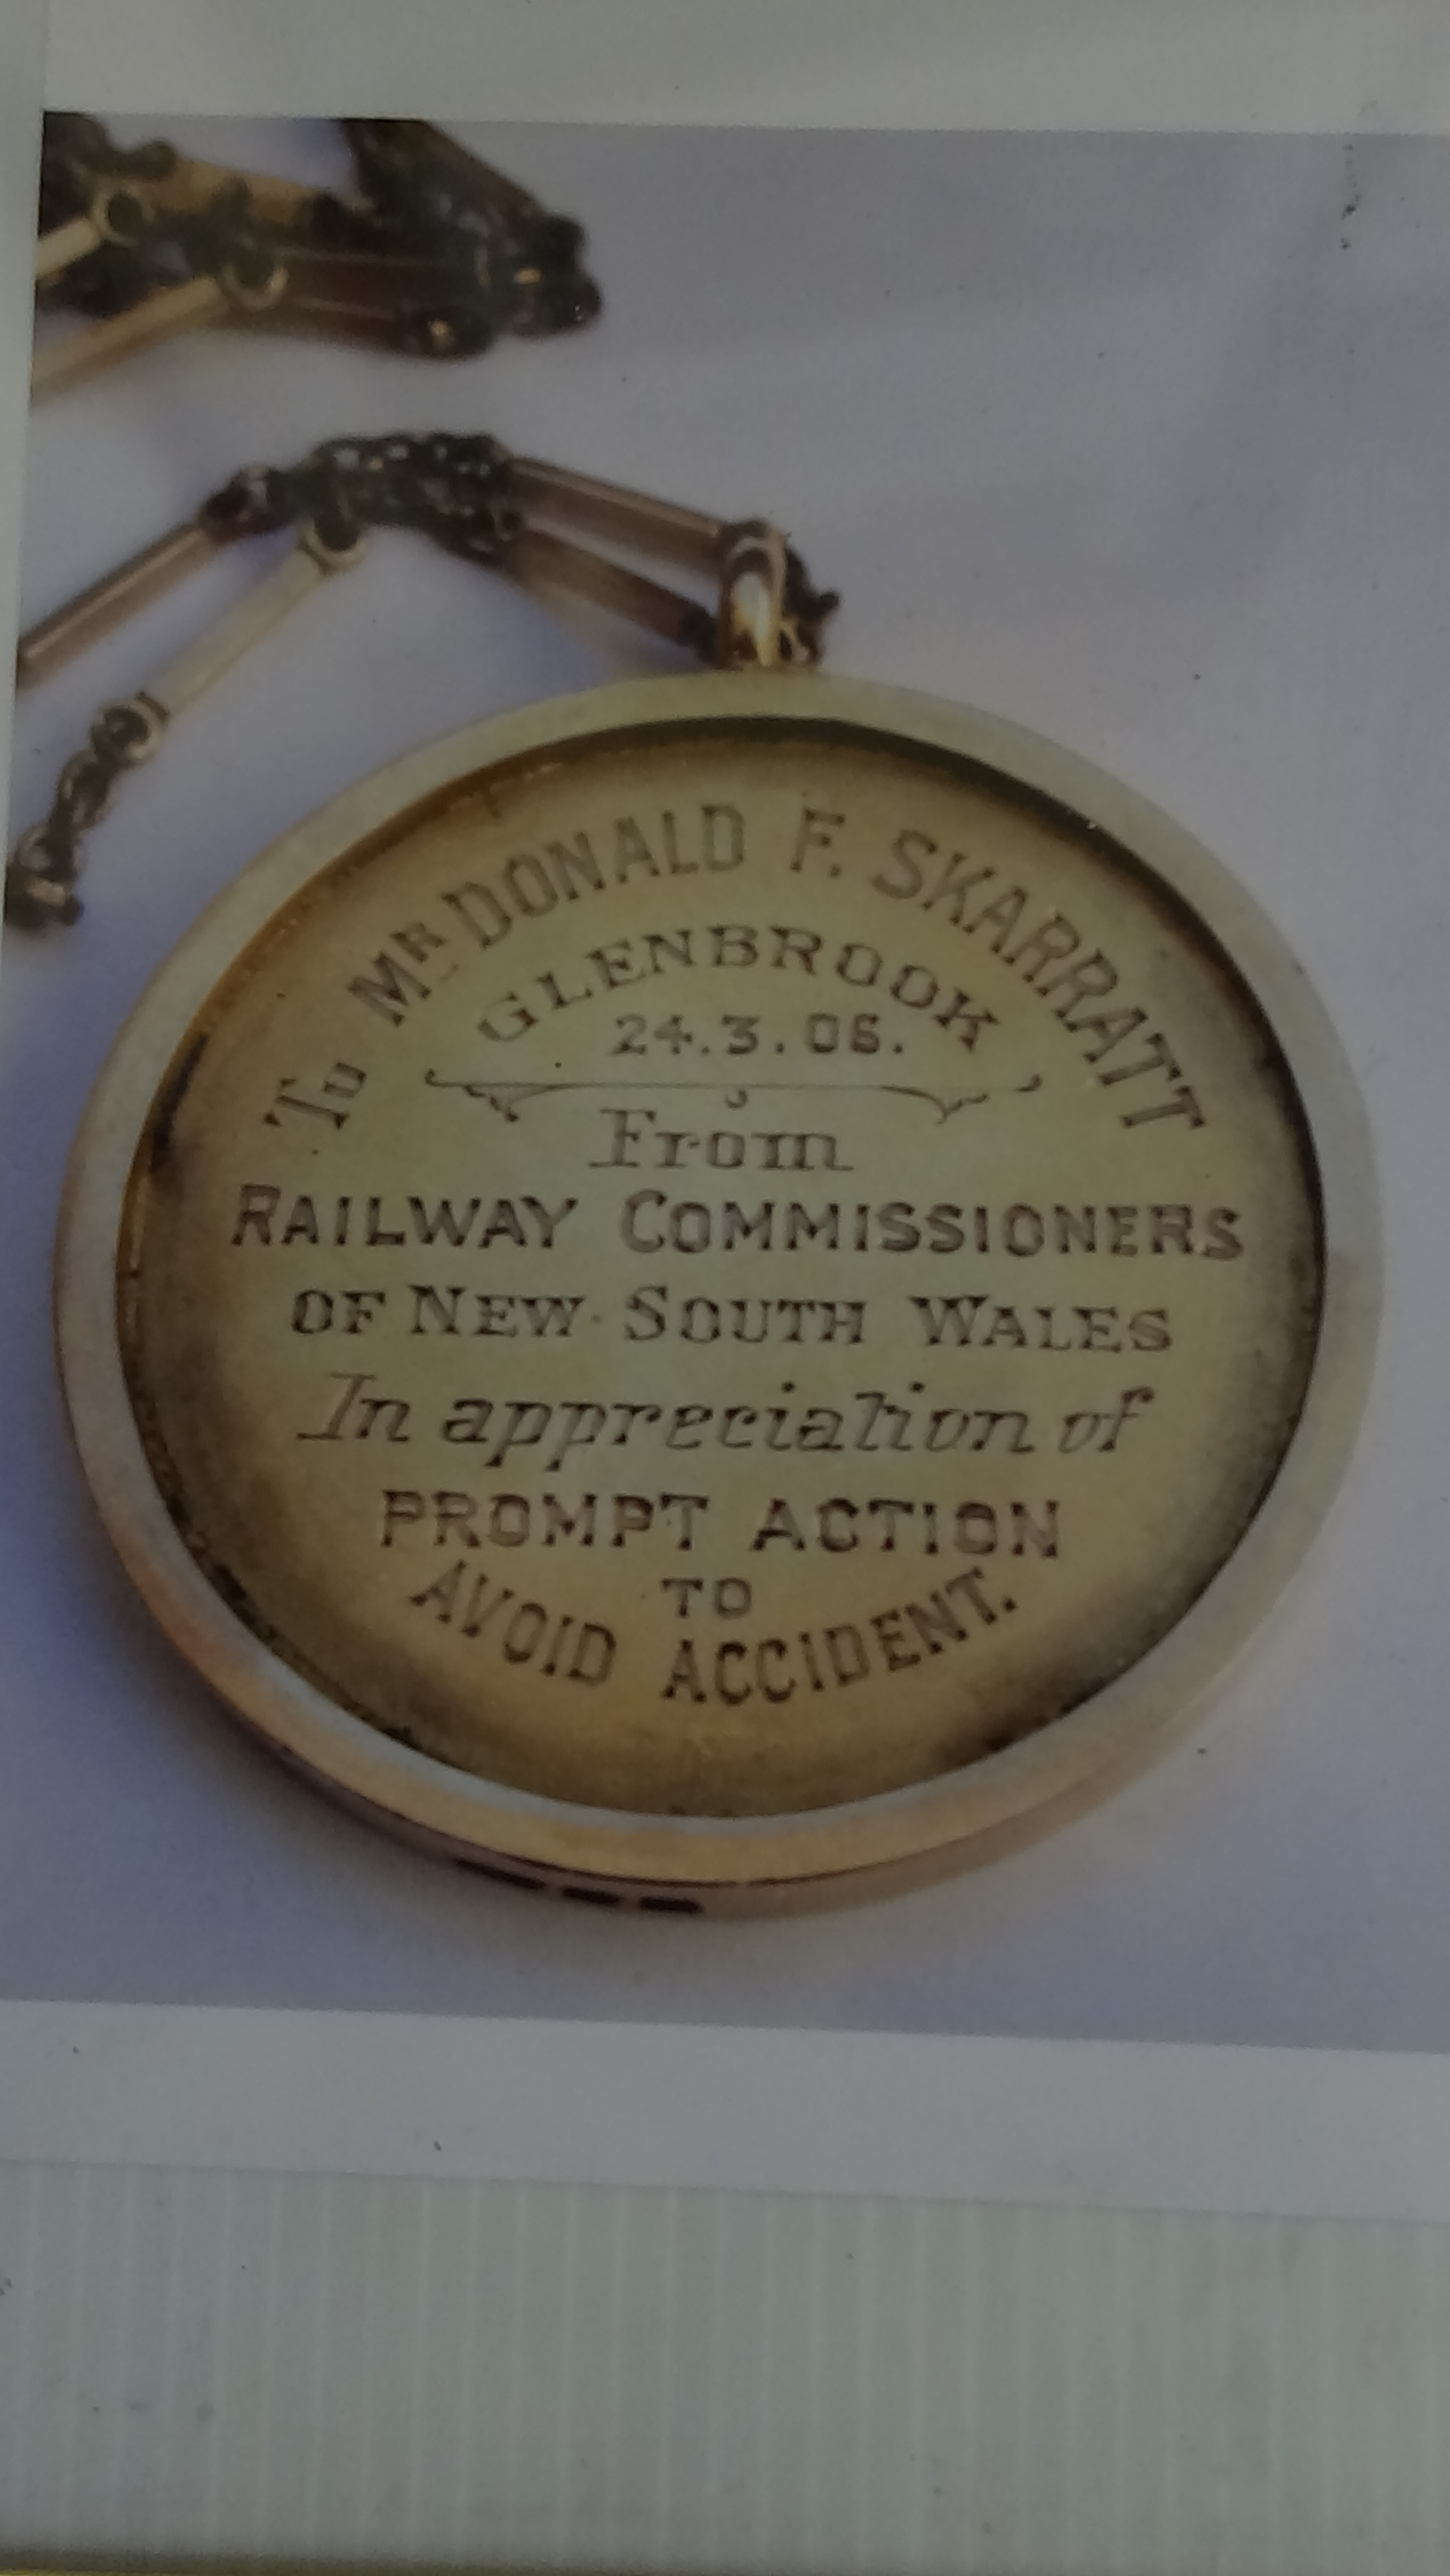 To MR DONALD F. SKARRATT
GLENBROOK
24.3.06.
From
RAILWAY COMMISSIONERS
OF NEW SOUTH WALES
In appreciation of
PROMPT ACTION
TO
AVOID ACCIDENT.